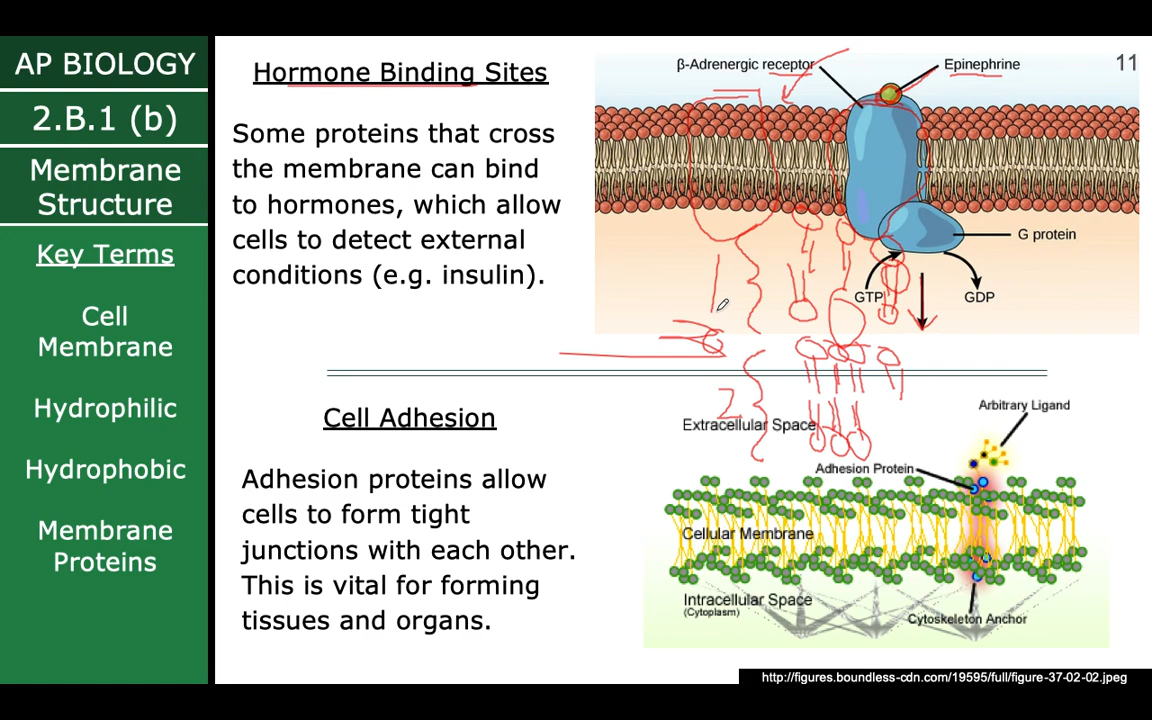 AP BIOLOGY
2.B.1 (b)
Membrane
Structure
Key Terms
Cell
Membrane
Hydrophilic
Hydrophobic
Membrane
Proteins
Hormone Binding Sites
Some proteins that cross
the membrane can bind
to hormones, which allow
cells to detect external
conditions (e.g. insulin).
β-Adrenergic receptor
Epinephrine
11
G protein
GTP
GDP
Cell Adhesion
Adhesion proteins allow
cells to form tight
junctions with each other.
This is vital for forming
tissues and organs.
2
Arbitrary Ligand
Extracellular Space
Adhesion Protein
Cellular Membrane
Intracellular Space
(Cytoplasm)
Cytoskeleton Anchor
http://figures.boundless-cdn.com/19595/full/figure-37-02-02.jpeg